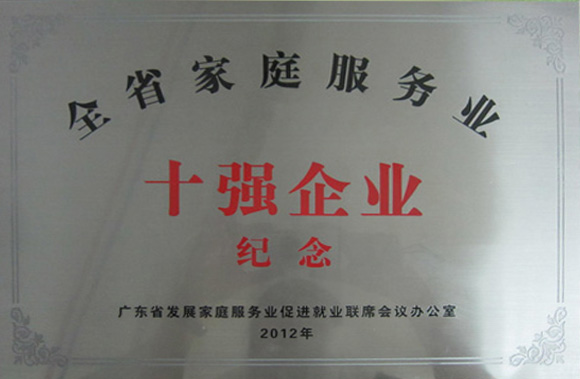 全省家庭服务业
十强企业
纪念
广东省发展家庭服务业促进就业联席会议办公室
2012年